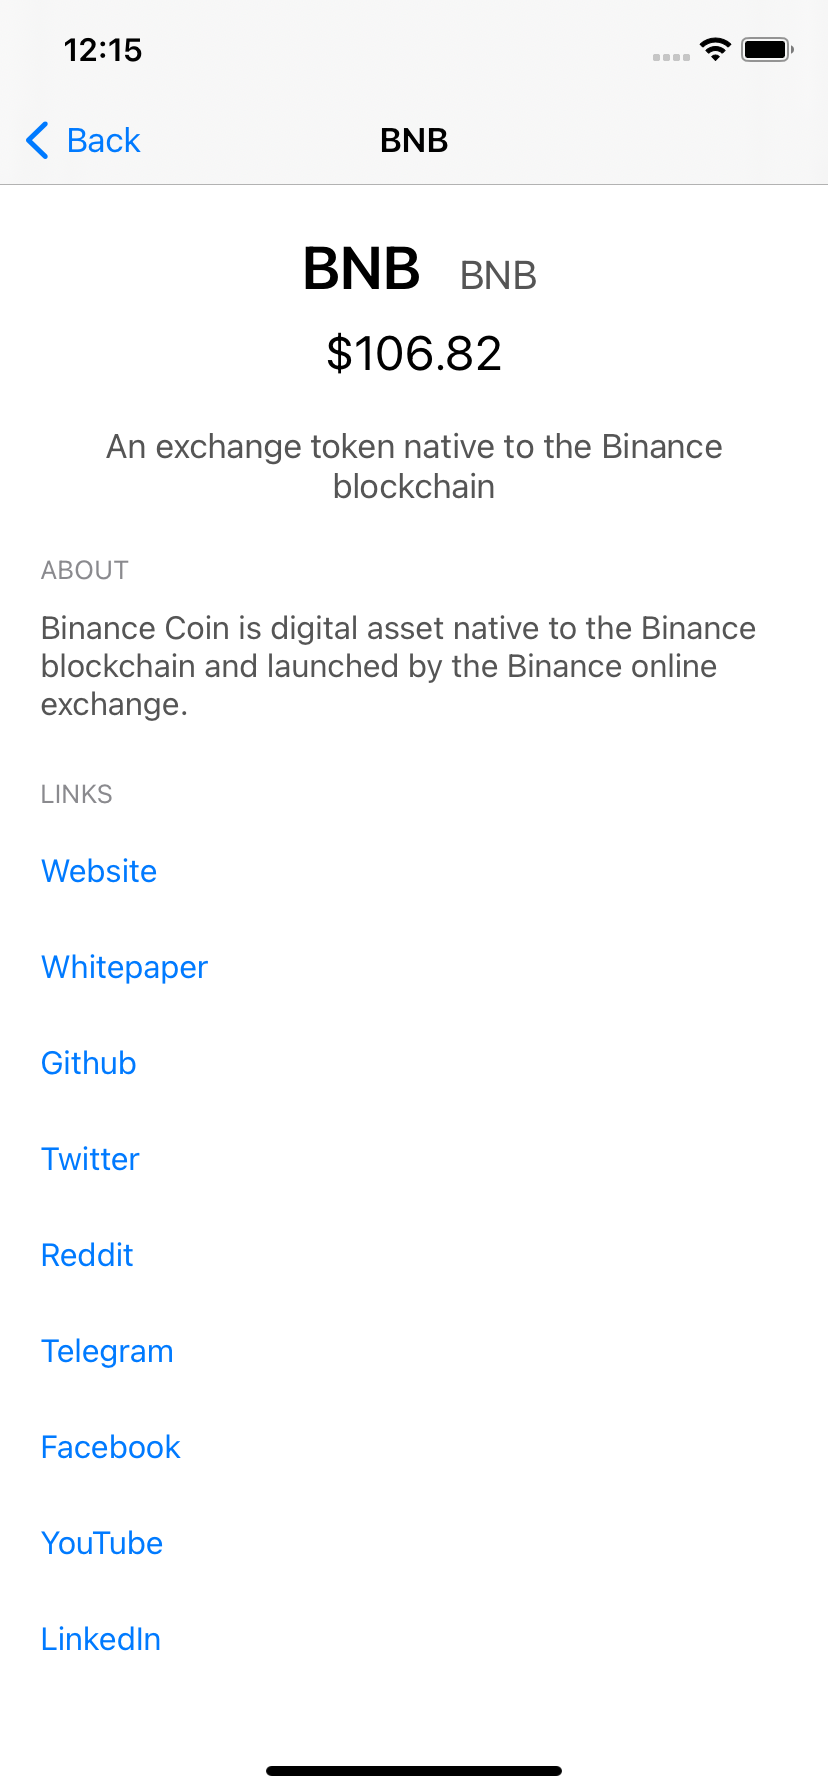 12:15
Back
BNB
BNB BNB
$106.82
An exchange token native to the Binance
blockchain
ABOUT
Binance Coin is digital asset native to the Binance
blockchain and launched by the Binance online
exchange.
LINKS
Website
Whitepaper
Github
Twitter
Reddit
Telegram
Facebook
YouTube
LinkedIn